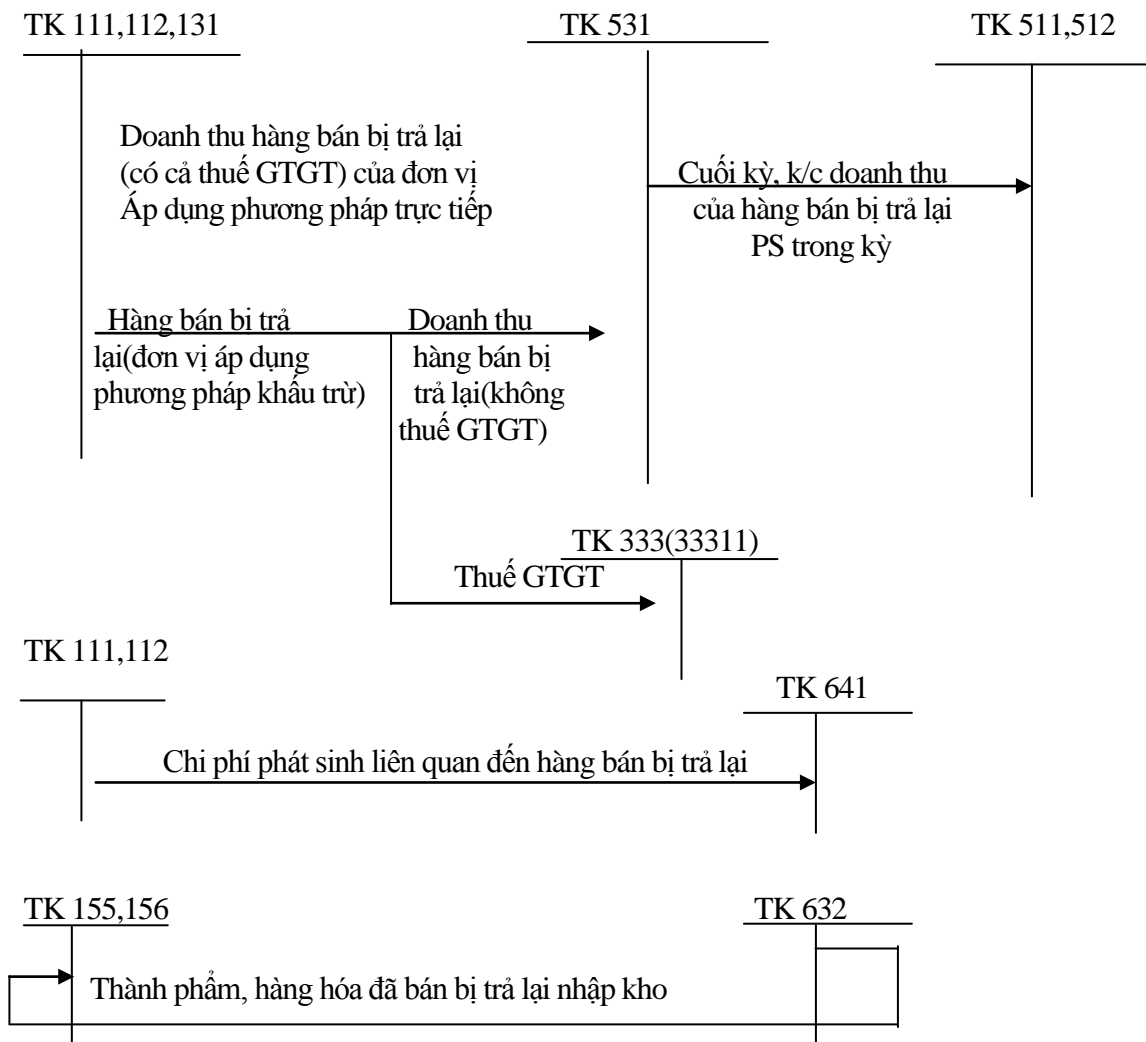 TK 111,112,131
TK 531
TK 511,512
Doanh thu hàng bán bị trả lại
(có cả thuế GTGT) của đơn vị
Áp dụng phương pháp trực tiếp
Cuối kỳ, k/c doanh thu
của hàng bán bị trả lại
PS trong kỳ
Hàng bán bị trả
lại(đơn vị áp dụng
phương pháp khấu trừ)
Doanh thu
hàng bán bị
trả lại(không
thuế GTGT)
TK 333(33311)
Thuế GTGT
TK 111,112
TK 641
Chi phí phát sinh liên quan đến hàng bán bị trả lại
TK 155,156
TK 632
Thành phẩm, hàng hóa đã bán bị trả lại nhập kho